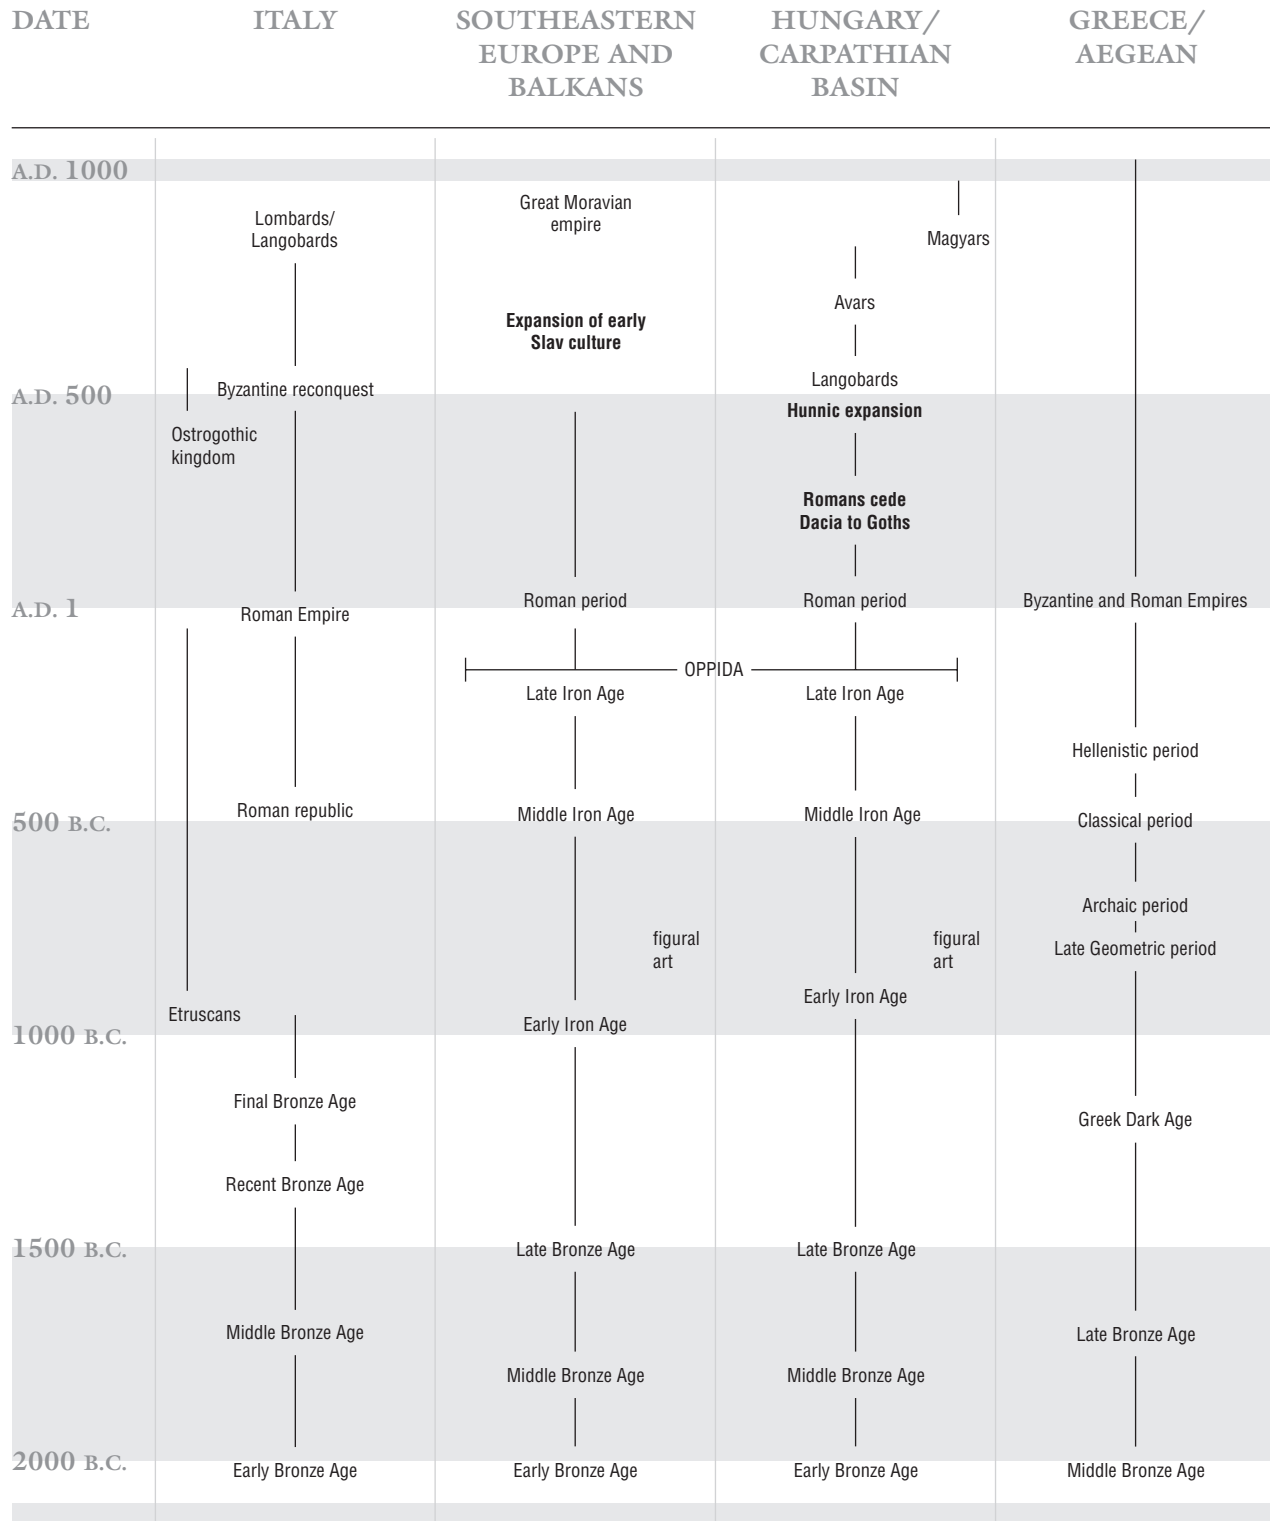 DATE
ITALY
SOUTHEASTERN
EUROPE AND
BALKANS
HUNGARY/
CARPATHIAN
BASIN
GREECE/
AEGEAN
A.D. 1000
Great Moravian
empire
Lombards/
Langobards
Magyars
Avars
Expansion of early
Slav culture
Langobards
Byzantine reconquest
A.D. 500
Hunnic expansion
Ostrogothic
kingdom
Romans cede
Dacia to Goths
A.D. 1
Roman Empire
Roman period
Roman period
Byzantine and Roman Empires
OPPIDA
Late Iron Age
Late Iron Age
Hellenistic period
Roman republic
Middle Iron Age
Middle Iron Age
Classical period
500 B.C.
Archaic period
figural
art
figural
art
Late Geometric period
Early Iron Age
Etruscans
Early Iron Age
1000 B.C.
Final Bronze Age
Greek Dark Age
Recent Bronze Age
1500 B.C.
Late Bronze Age
Late Bronze Age
Middle Bronze Age
Late Bronze Age
Middle Bronze Age
Middle Bronze Age
2000 B.C.
Early Bronze Age
Early Bronze Age
Early Bronze Age
Middle Bronze Age